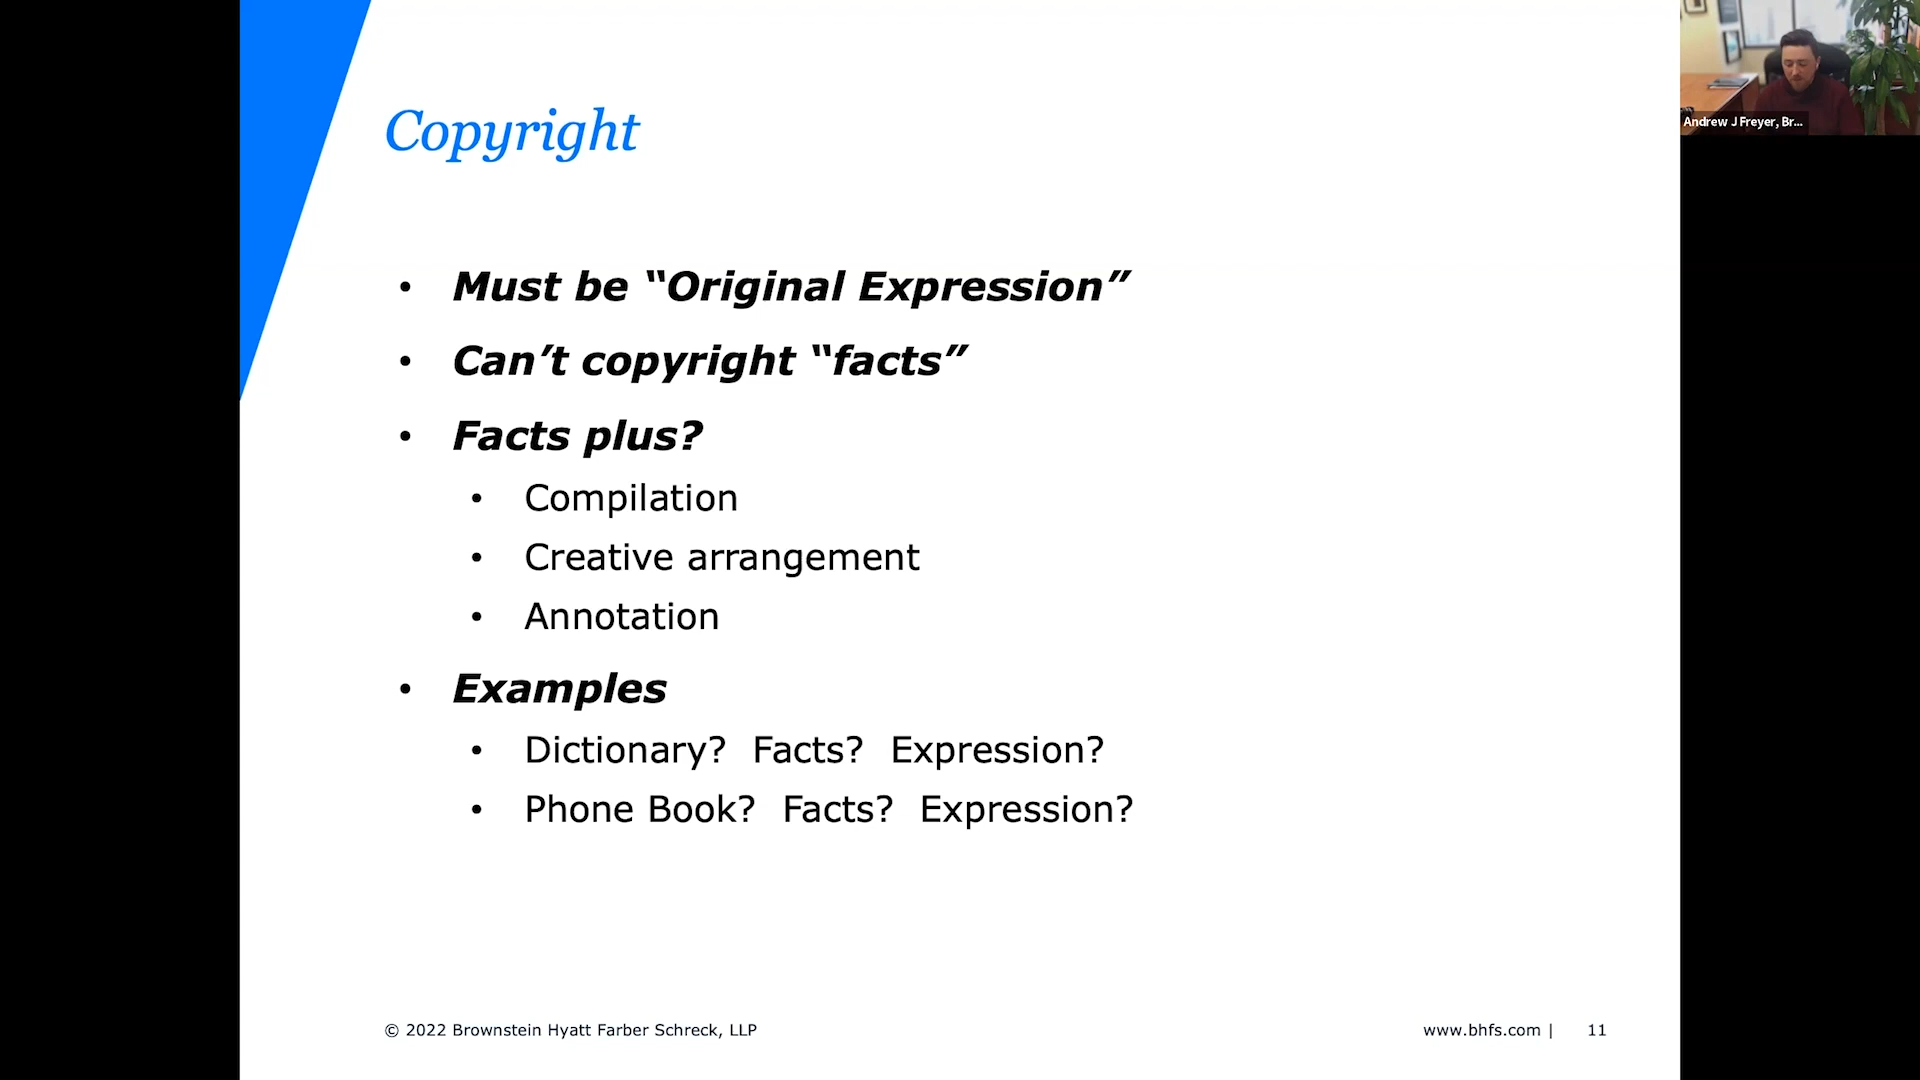 Copyright
Andrew J Freyer, Br...
• Must be “Original Expression”
• Can’t copyright “facts”
• Facts plus?
• Compilation
• Creative arrangement
• Annotation
• Examples
• Dictionary? Facts? Expression?
• Phone Book? Facts? Expression?
© 2022 Brownstein Hyatt Farber Schreck, LLP
www.bhfs.com | 11